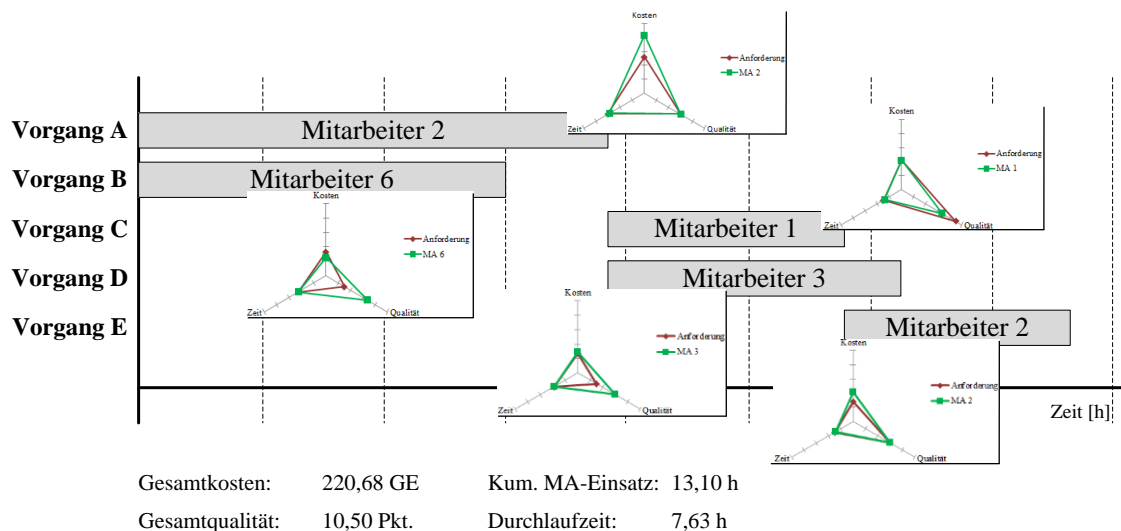 Kosten
Anforderung
MA 2
Zeit
Qualität
Vorgang A
Mitarbeiter 2
Kosten
Anforderung
MA 1
Zeit
Qualität
Vorgang B
Mitarbeiter 6
Kosten
Anforderung
MA 6
Zeit
Qualität
Vorgang C
Mitarbeiter 1
Vorgang D
Mitarbeiter 3
Kosten
Anforderung
MA 3
Zeit
Qualität
Vorgang E
Mitarbeiter 2
Kosten
Anforderung
MA 2
Zeit
Qualität
Zeit [h]
Gesamtkosten: 220,68 GE Kum. MA-Einsatz: 13,10 h
Gesamtqualität: 10,50 Pkt. Durchlaufzeit: 7,63 h